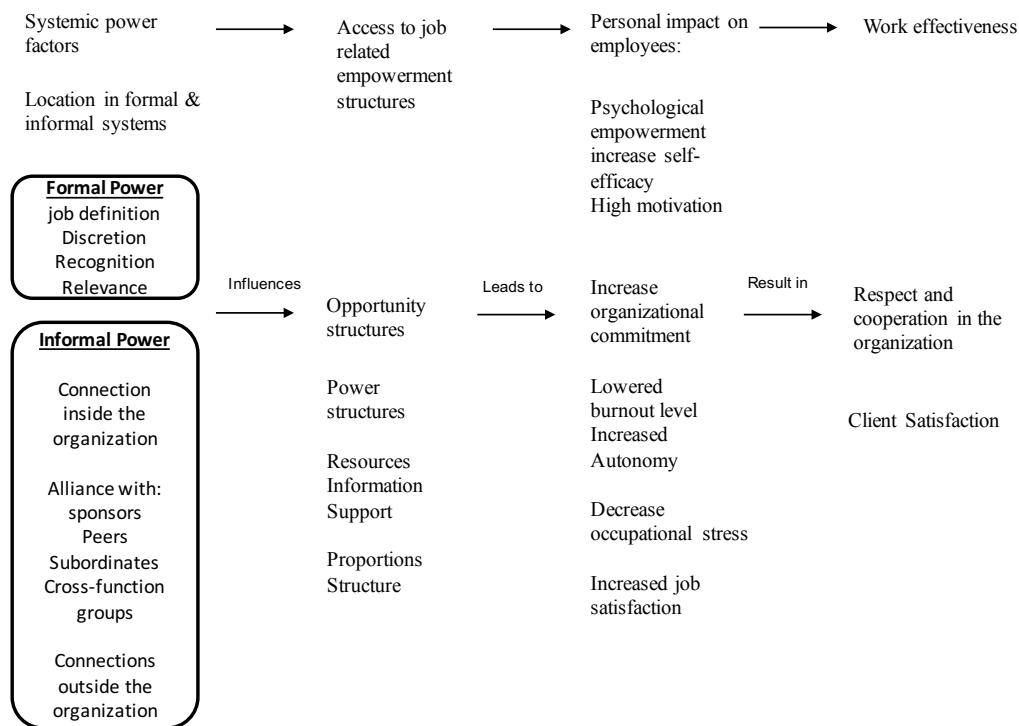 Systemic power
factors
Location in formal &
informal systems
Formal Power
job definition
Discretion
Recognition
Relevance
Informal Power
Connection
inside the
organization
Alliance with:
sponsors
Peers
Subordinates
Cross-function
groups
Connections
outside the
organization
Influences
Access to job
related
empowerment
structures
Opportunity
structures
Power
structures
Resources
Information
Support
Proportions
Structure
Leads to
Personal impact on
employees:
Psychological
empowerment
increase self-
efficacy
High motivation
Increase
organizational
commitment
Lowered
burnout level
Increased
Autonomy
Decrease
occupational stress
Increased job
satisfaction
Result in
Work effectiveness
Respect and
cooperation in the
organization
Client Satisfaction